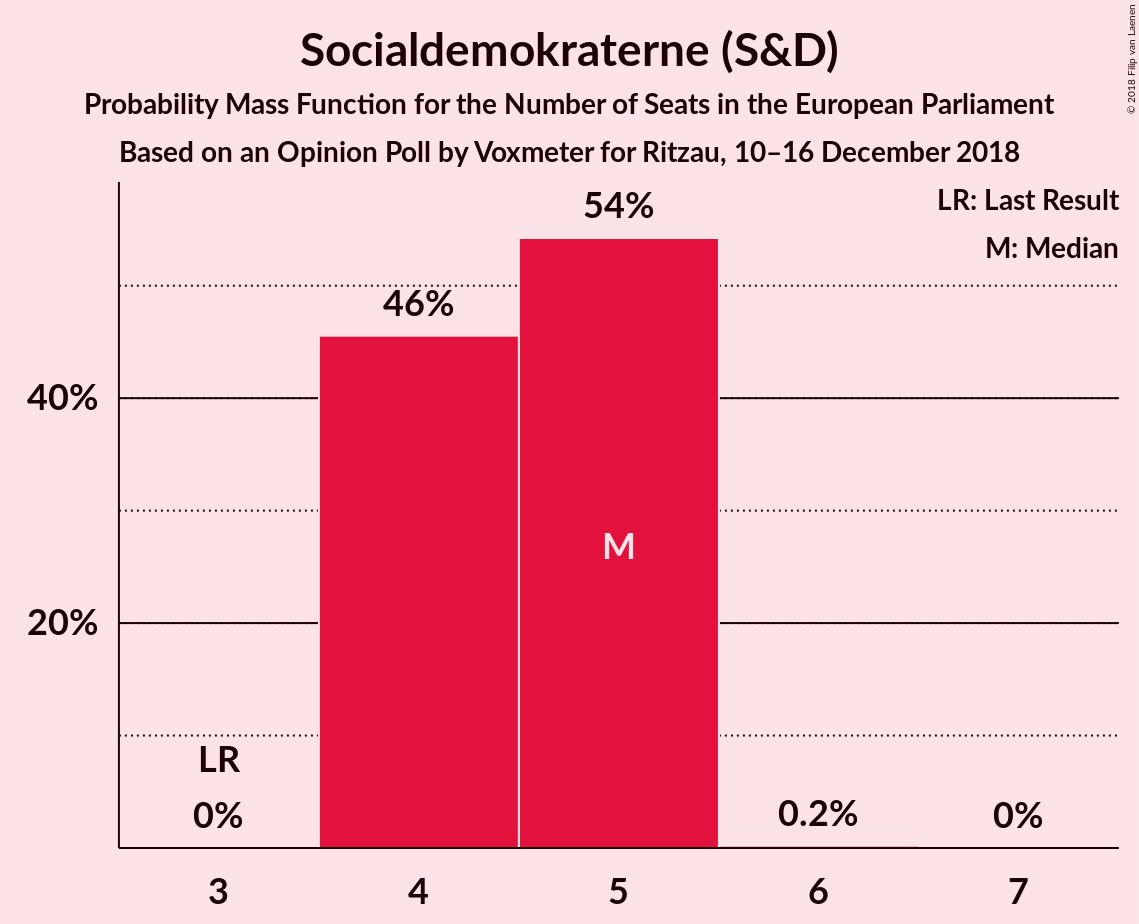 Socialdemokraterne (S&D)
Probability Mass Function for the Number of Seats in the European Parliament
Based on an Opinion Poll by Voxmeter for Ritzau, 10–16 December 2018
© 2018 Filip van Laenen
LR: Last Result
M: Median
54%
46%
40%
M
20%
LR
0%
0.2%
0%
3 4 5 6 7